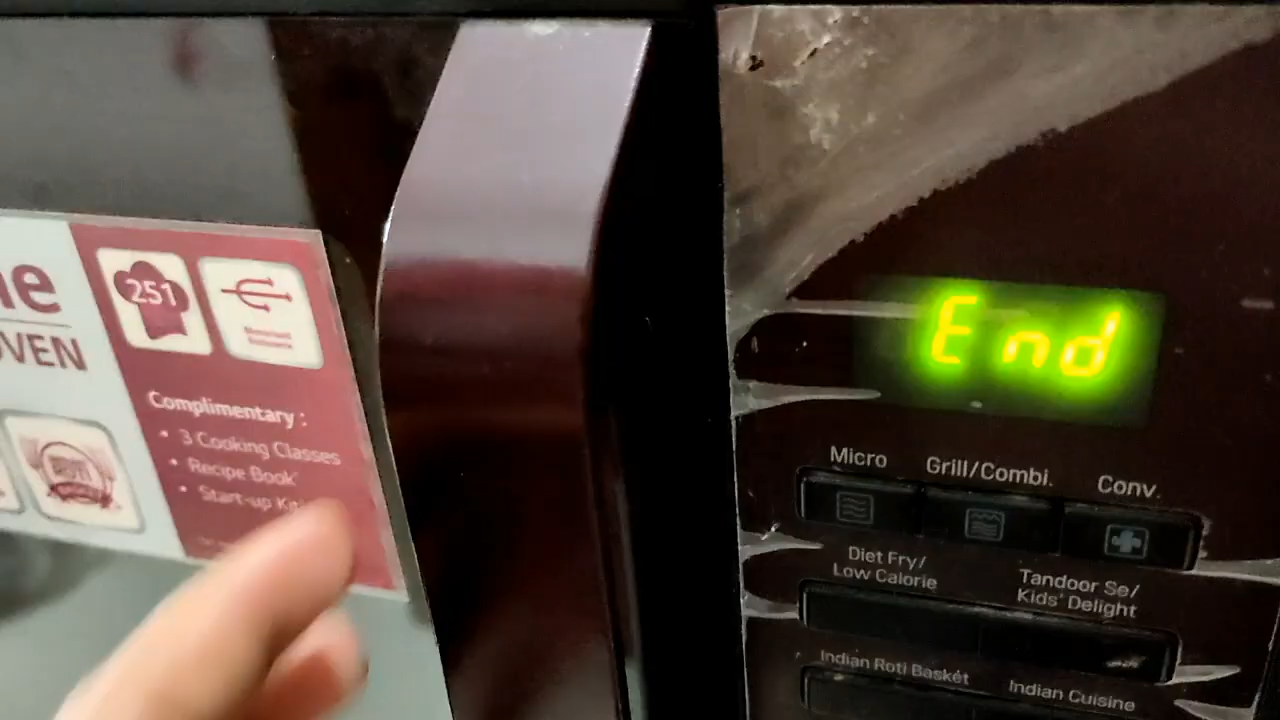 251
OVEN
Complimentary :
• 3 Cooking Classes
• Recipe Book
• Start-up
End
Micro
Grill/Combi.
Conv.
Diet Fry/
Low Calorie
Tandoor Se/
Kids' Delight
Indian Roti Basket
Indian Cuisine